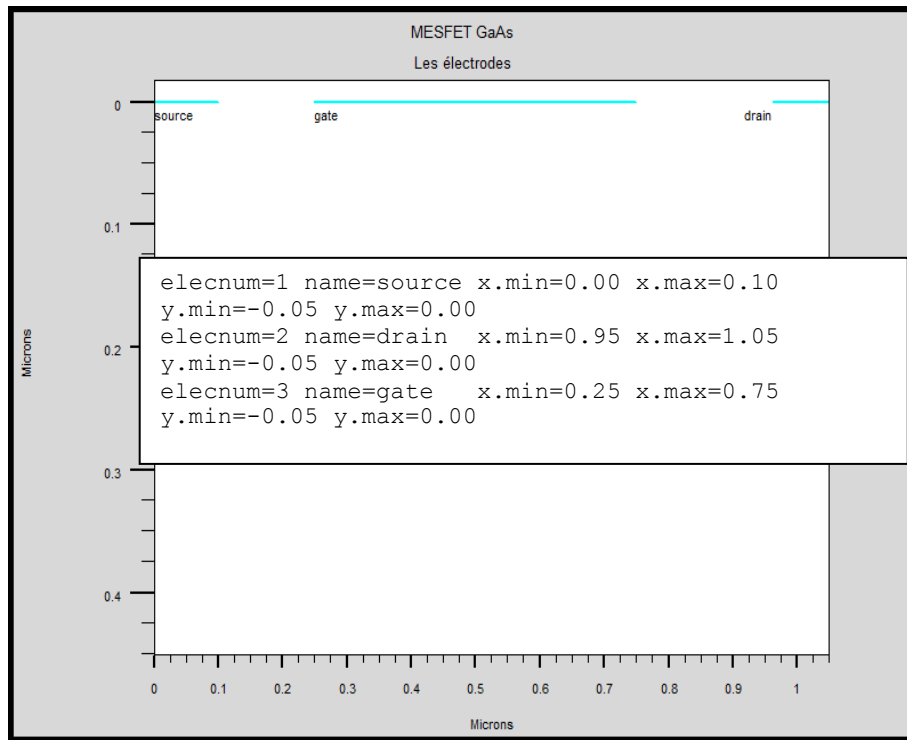 MESFET GaAs
Les électrodes
0
source
gate
drain
0.1
elecnum=1 name=source x.min=0.00 x.max=0.10
y.min=-0.05 y.max=0.00
elecnum=2 name=drain  x.min=0.95 x.max=1.05
y.min=-0.05 y.max=0.00
elecnum=3 name=gate   x.min=0.25 x.max=0.75
y.min=-0.05 y.max=0.00
0.2
Microns
0.3
0.4
0 0.1 0.2 0.3 0.4 0.5 0.6 0.7 0.8 0.9 1
Microns